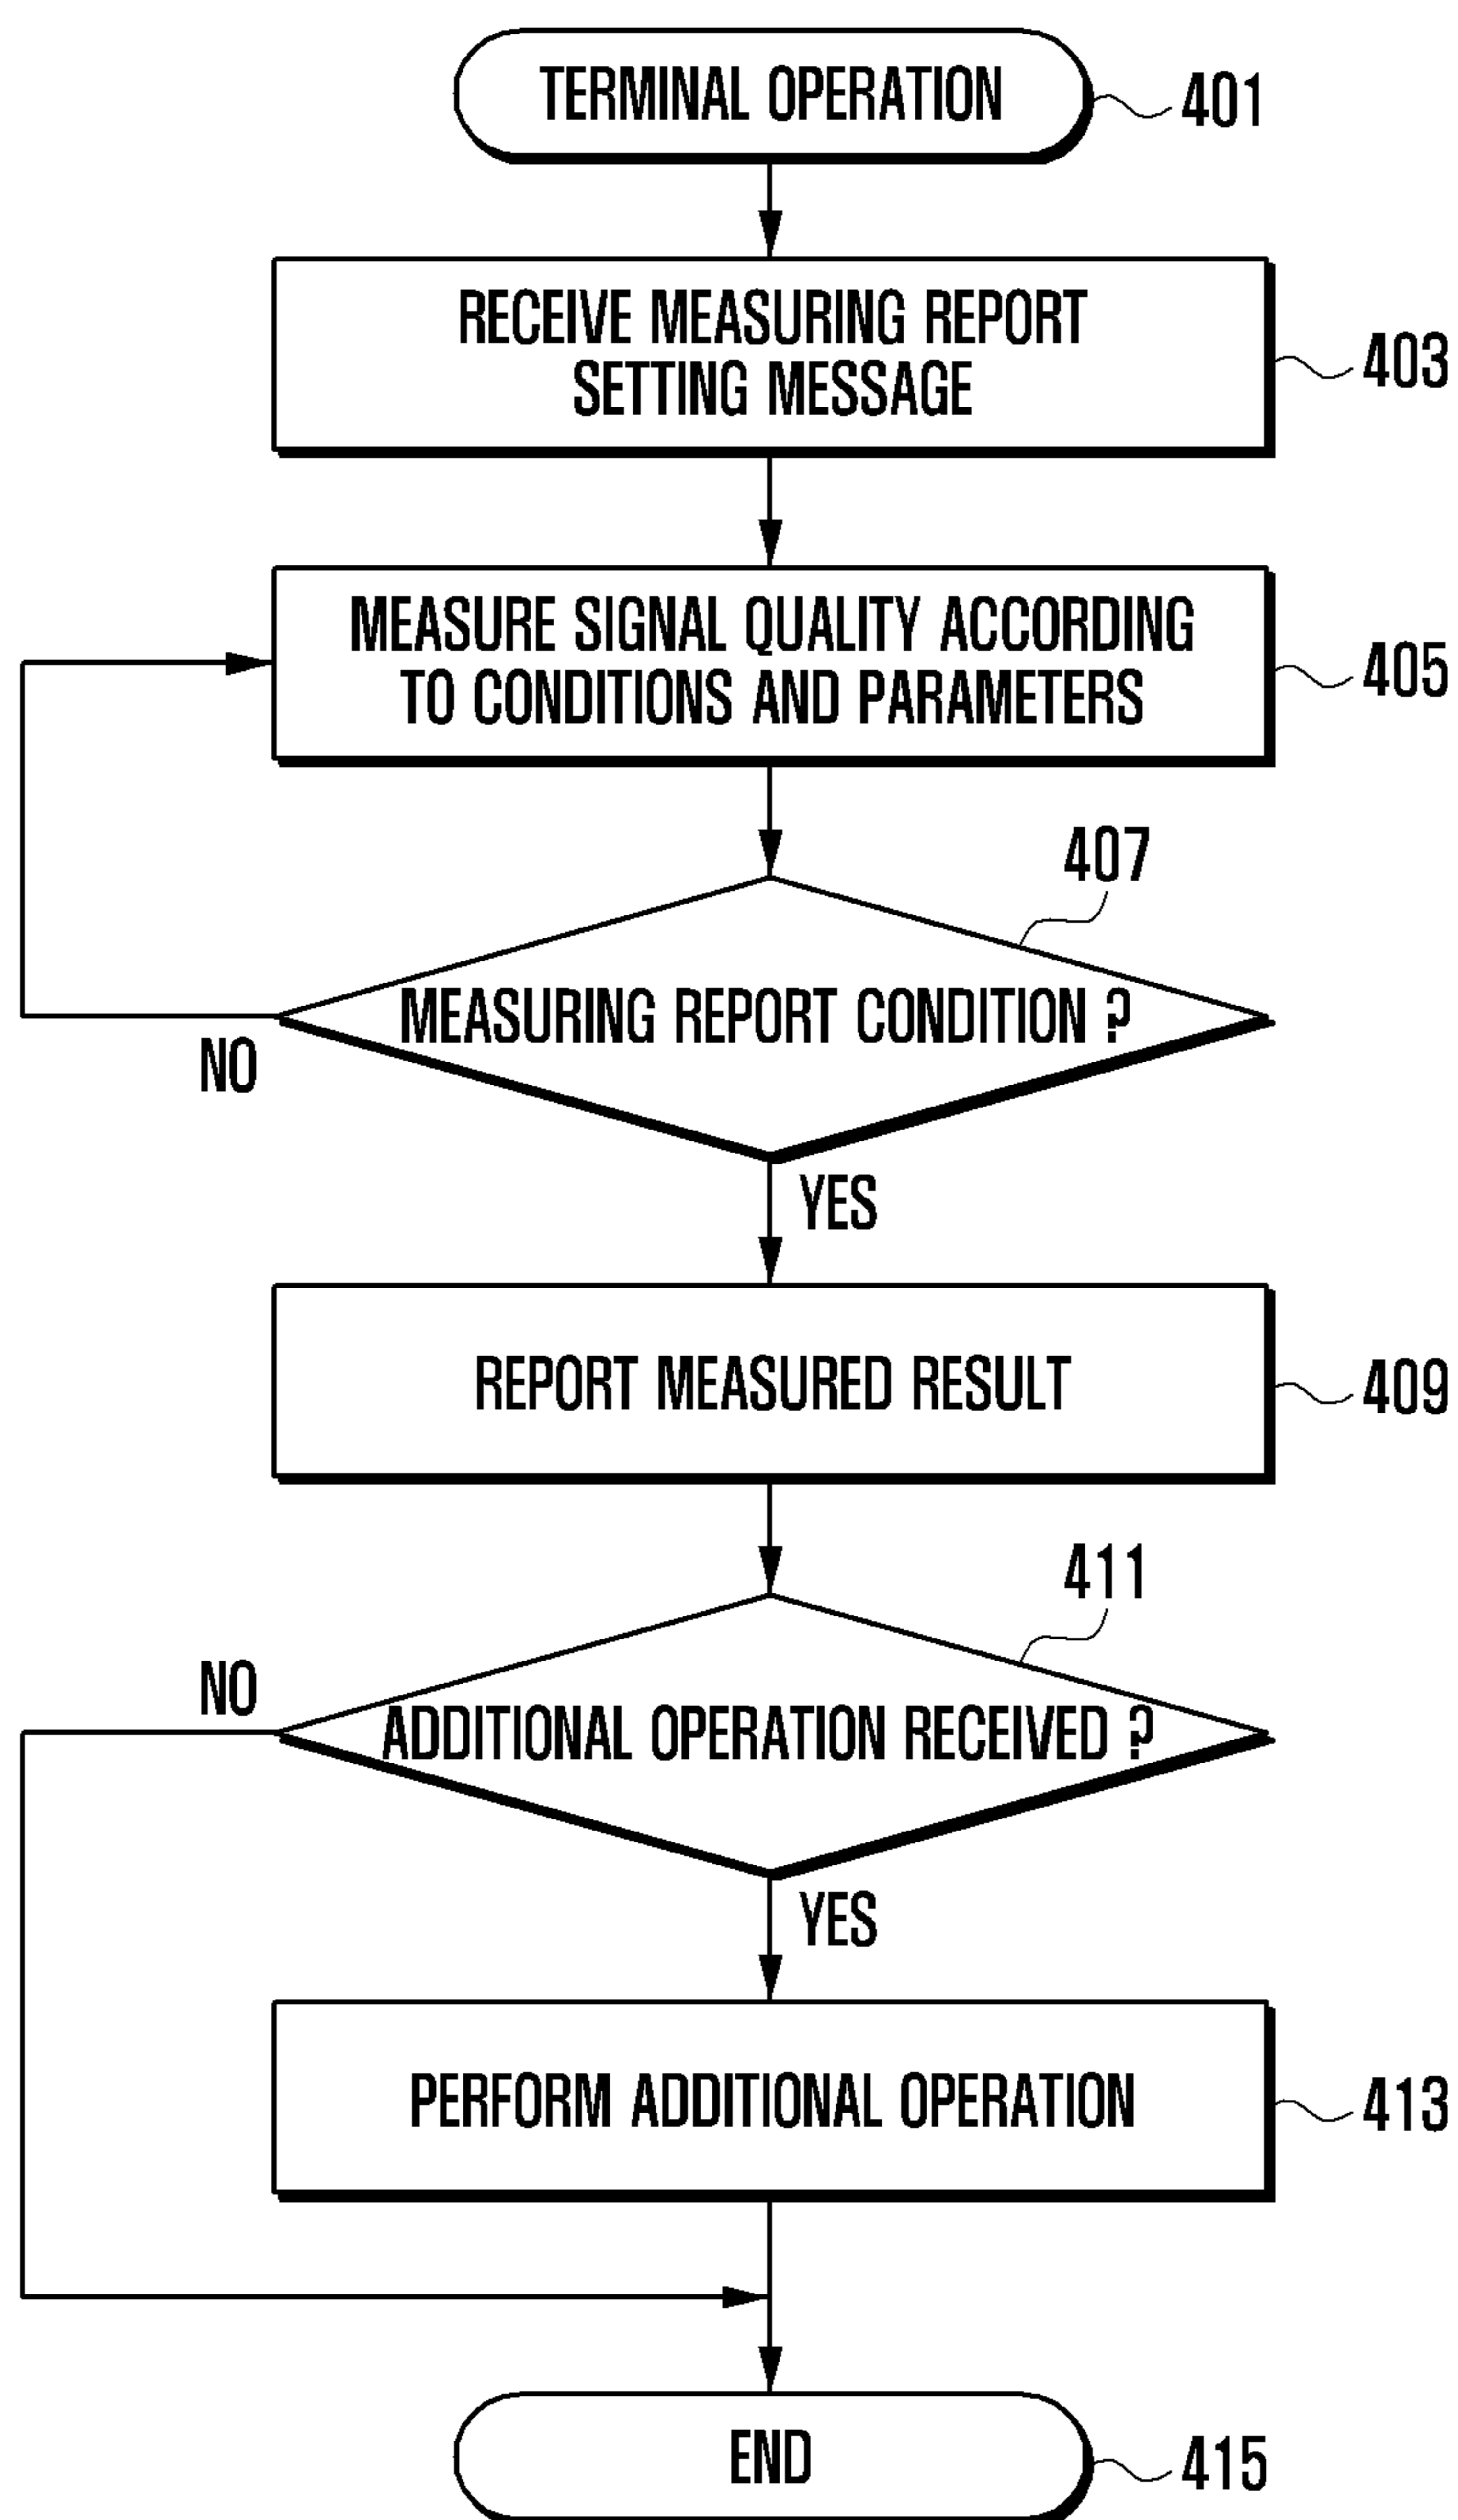 TERMINAL OPERATION
401
RECEIVE MEASURING REPORT
SETTING MESSAGE
403
MEASURE SIGNAL QUALITY ACCORDING
TO CONDITIONS AND PARAMETERS
405
407
MEASURING REPORT CONDITION ?
NO
YES
REPORT MEASURED RESULT
409
411
NO
ADDITIONAL OPERATION RECEIVED ?
YES
PERFORM ADDITIONAL OPERATION
413
END
415